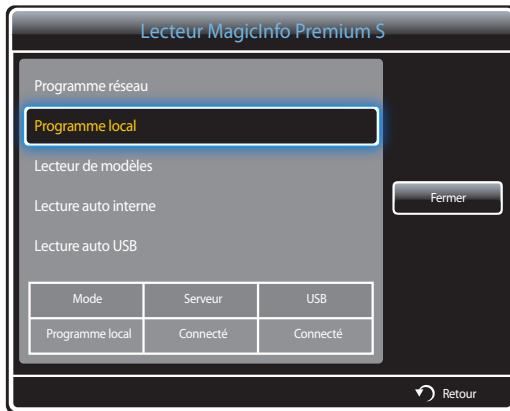 Lecteur MagicInfo Premium S
Programme réseau
Programme local
Lecteur de modèles
Lecture auto interne
Lecture auto USB
Fermer
Mode Serveur USB
Programme local Connecté Connecté
Retour